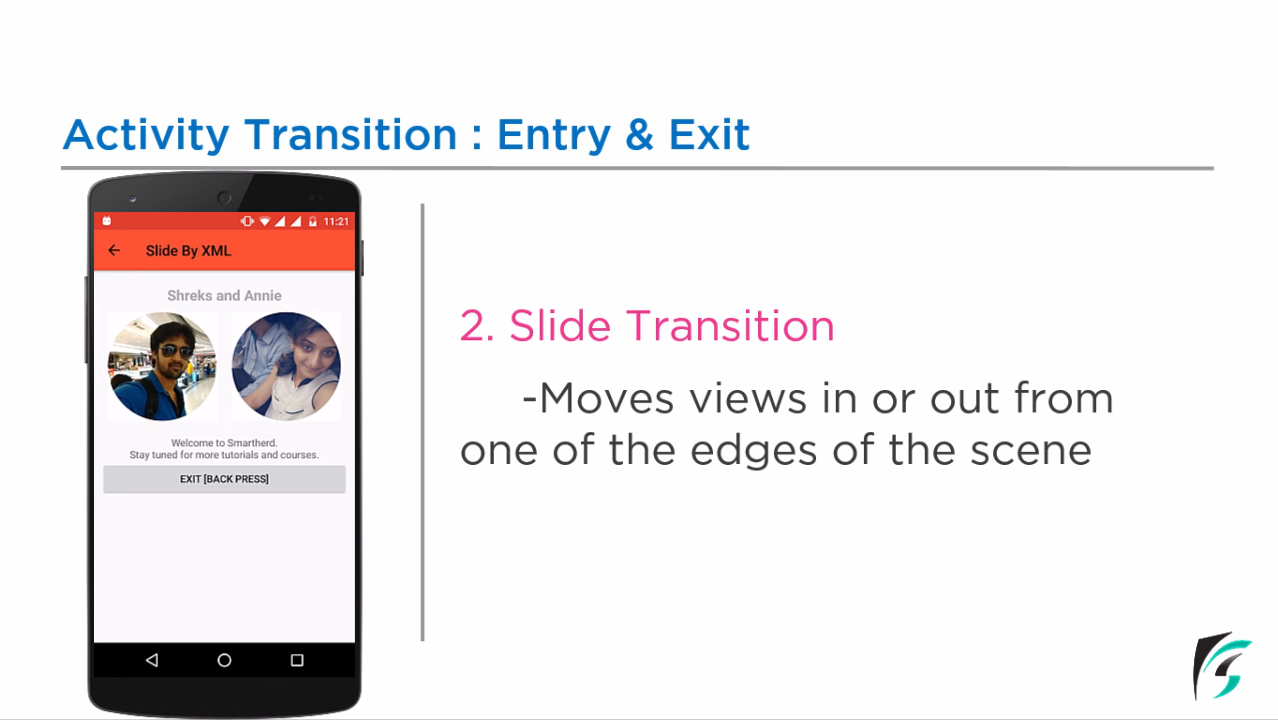 Activity Transition : Entry & Exit
11:21
Slide By XML
Shreks and Annie
Welcome to Smartherd.
Stay tuned for more tutorials and courses.
EXIT [BACK PRESS]
2. Slide Transition
-Moves views in or out from
one of the edges of the scene